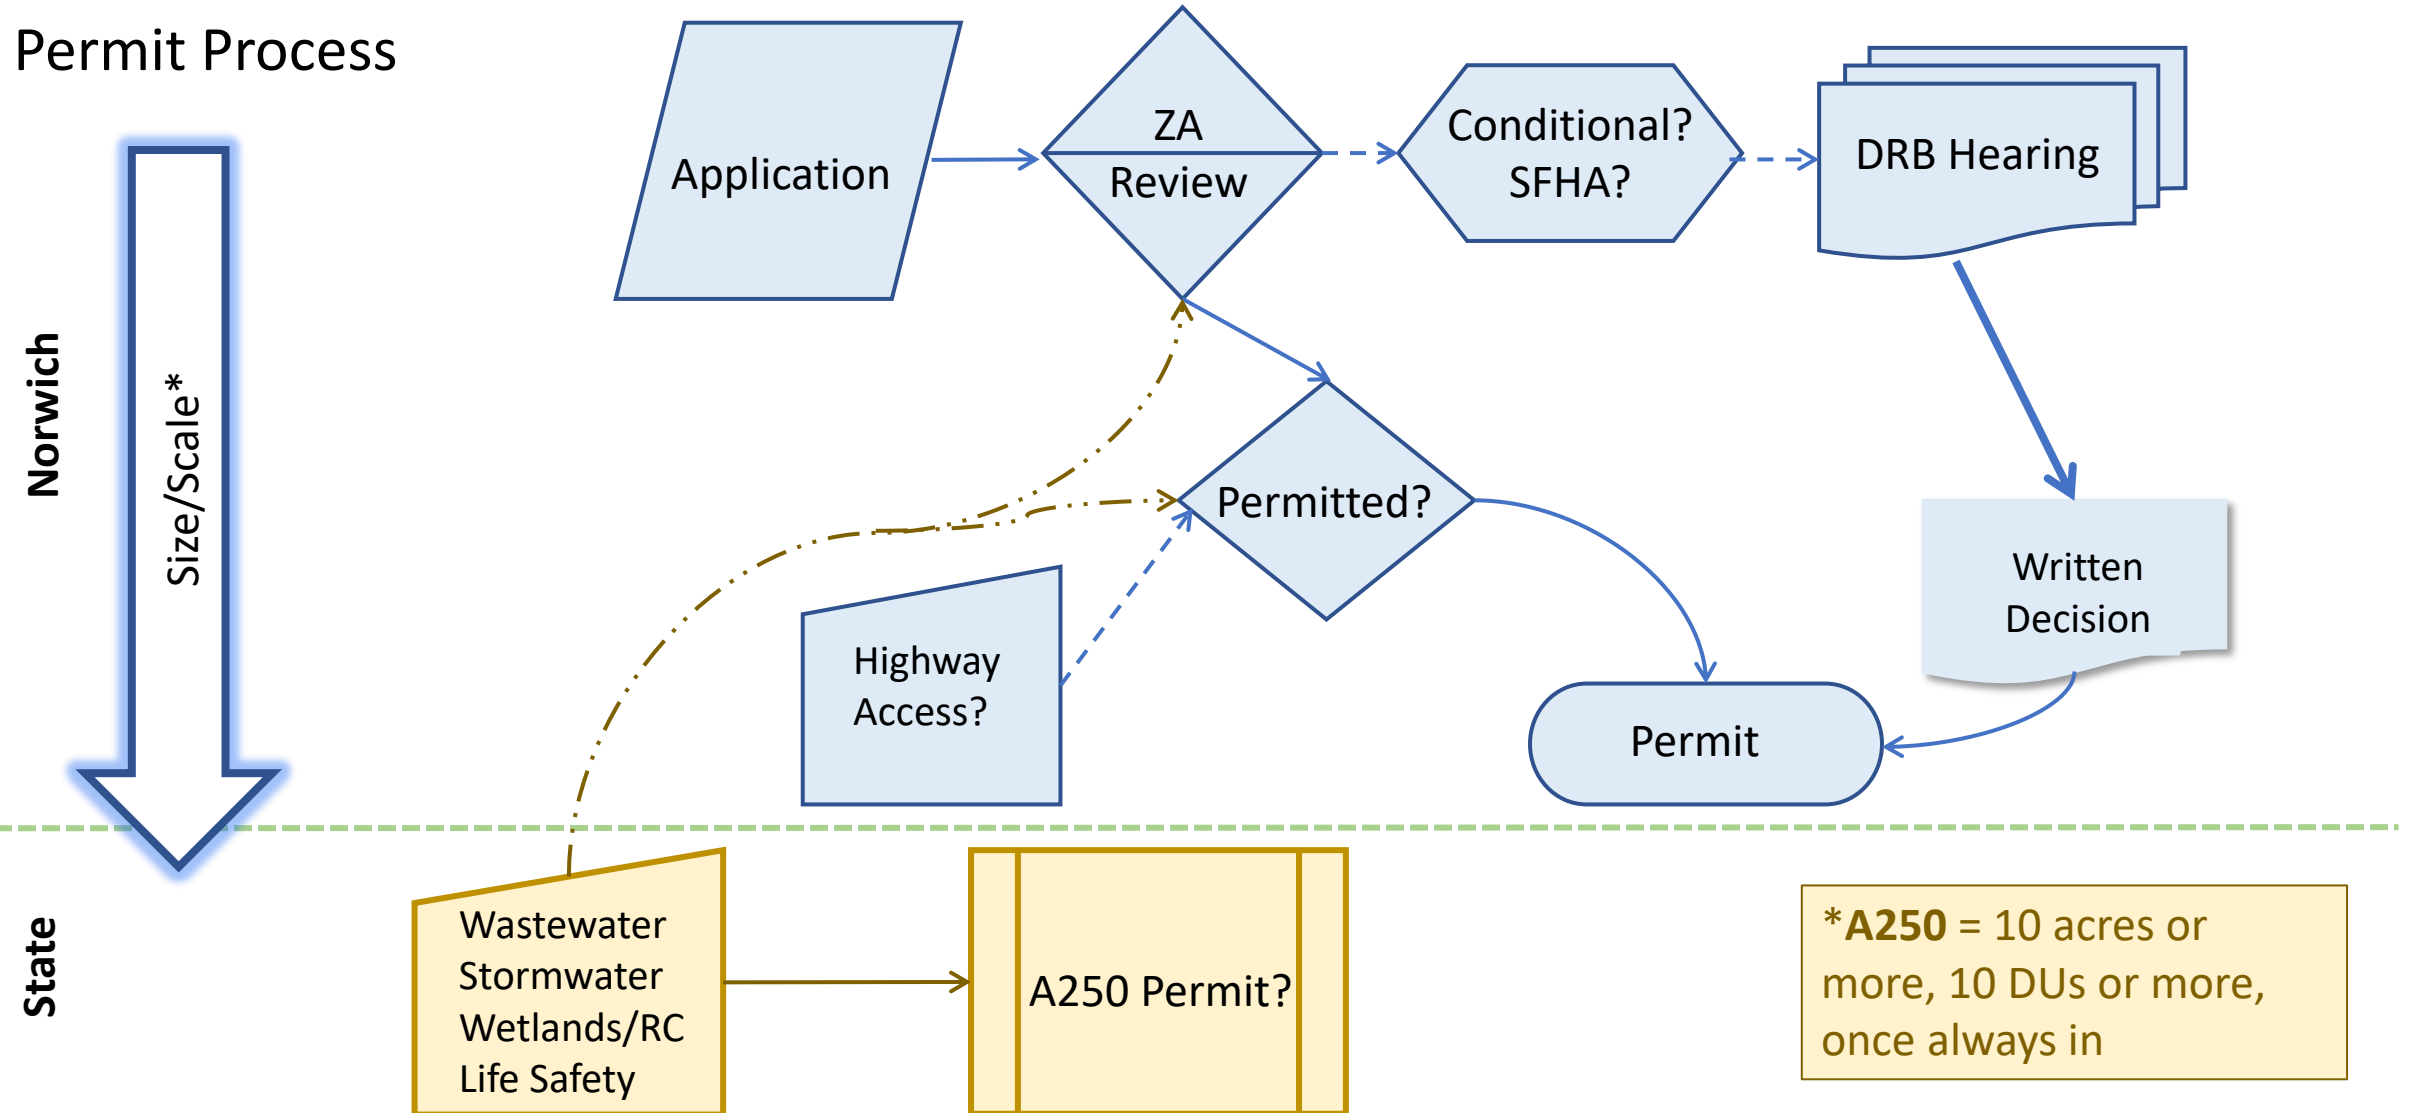 Permit Process
Application
ZA
Review
Conditional?
SFHA?
DRB Hearing
Norwich
Size/Scale*
Permitted?
Highway
Access?
Written
Decision
Permit
State
Wastewater
Stormwater
Wetlands/RC
Life Safety
A250 Permit?
*A250 = 10 acres or
more, 10 DUs or more,
once always in